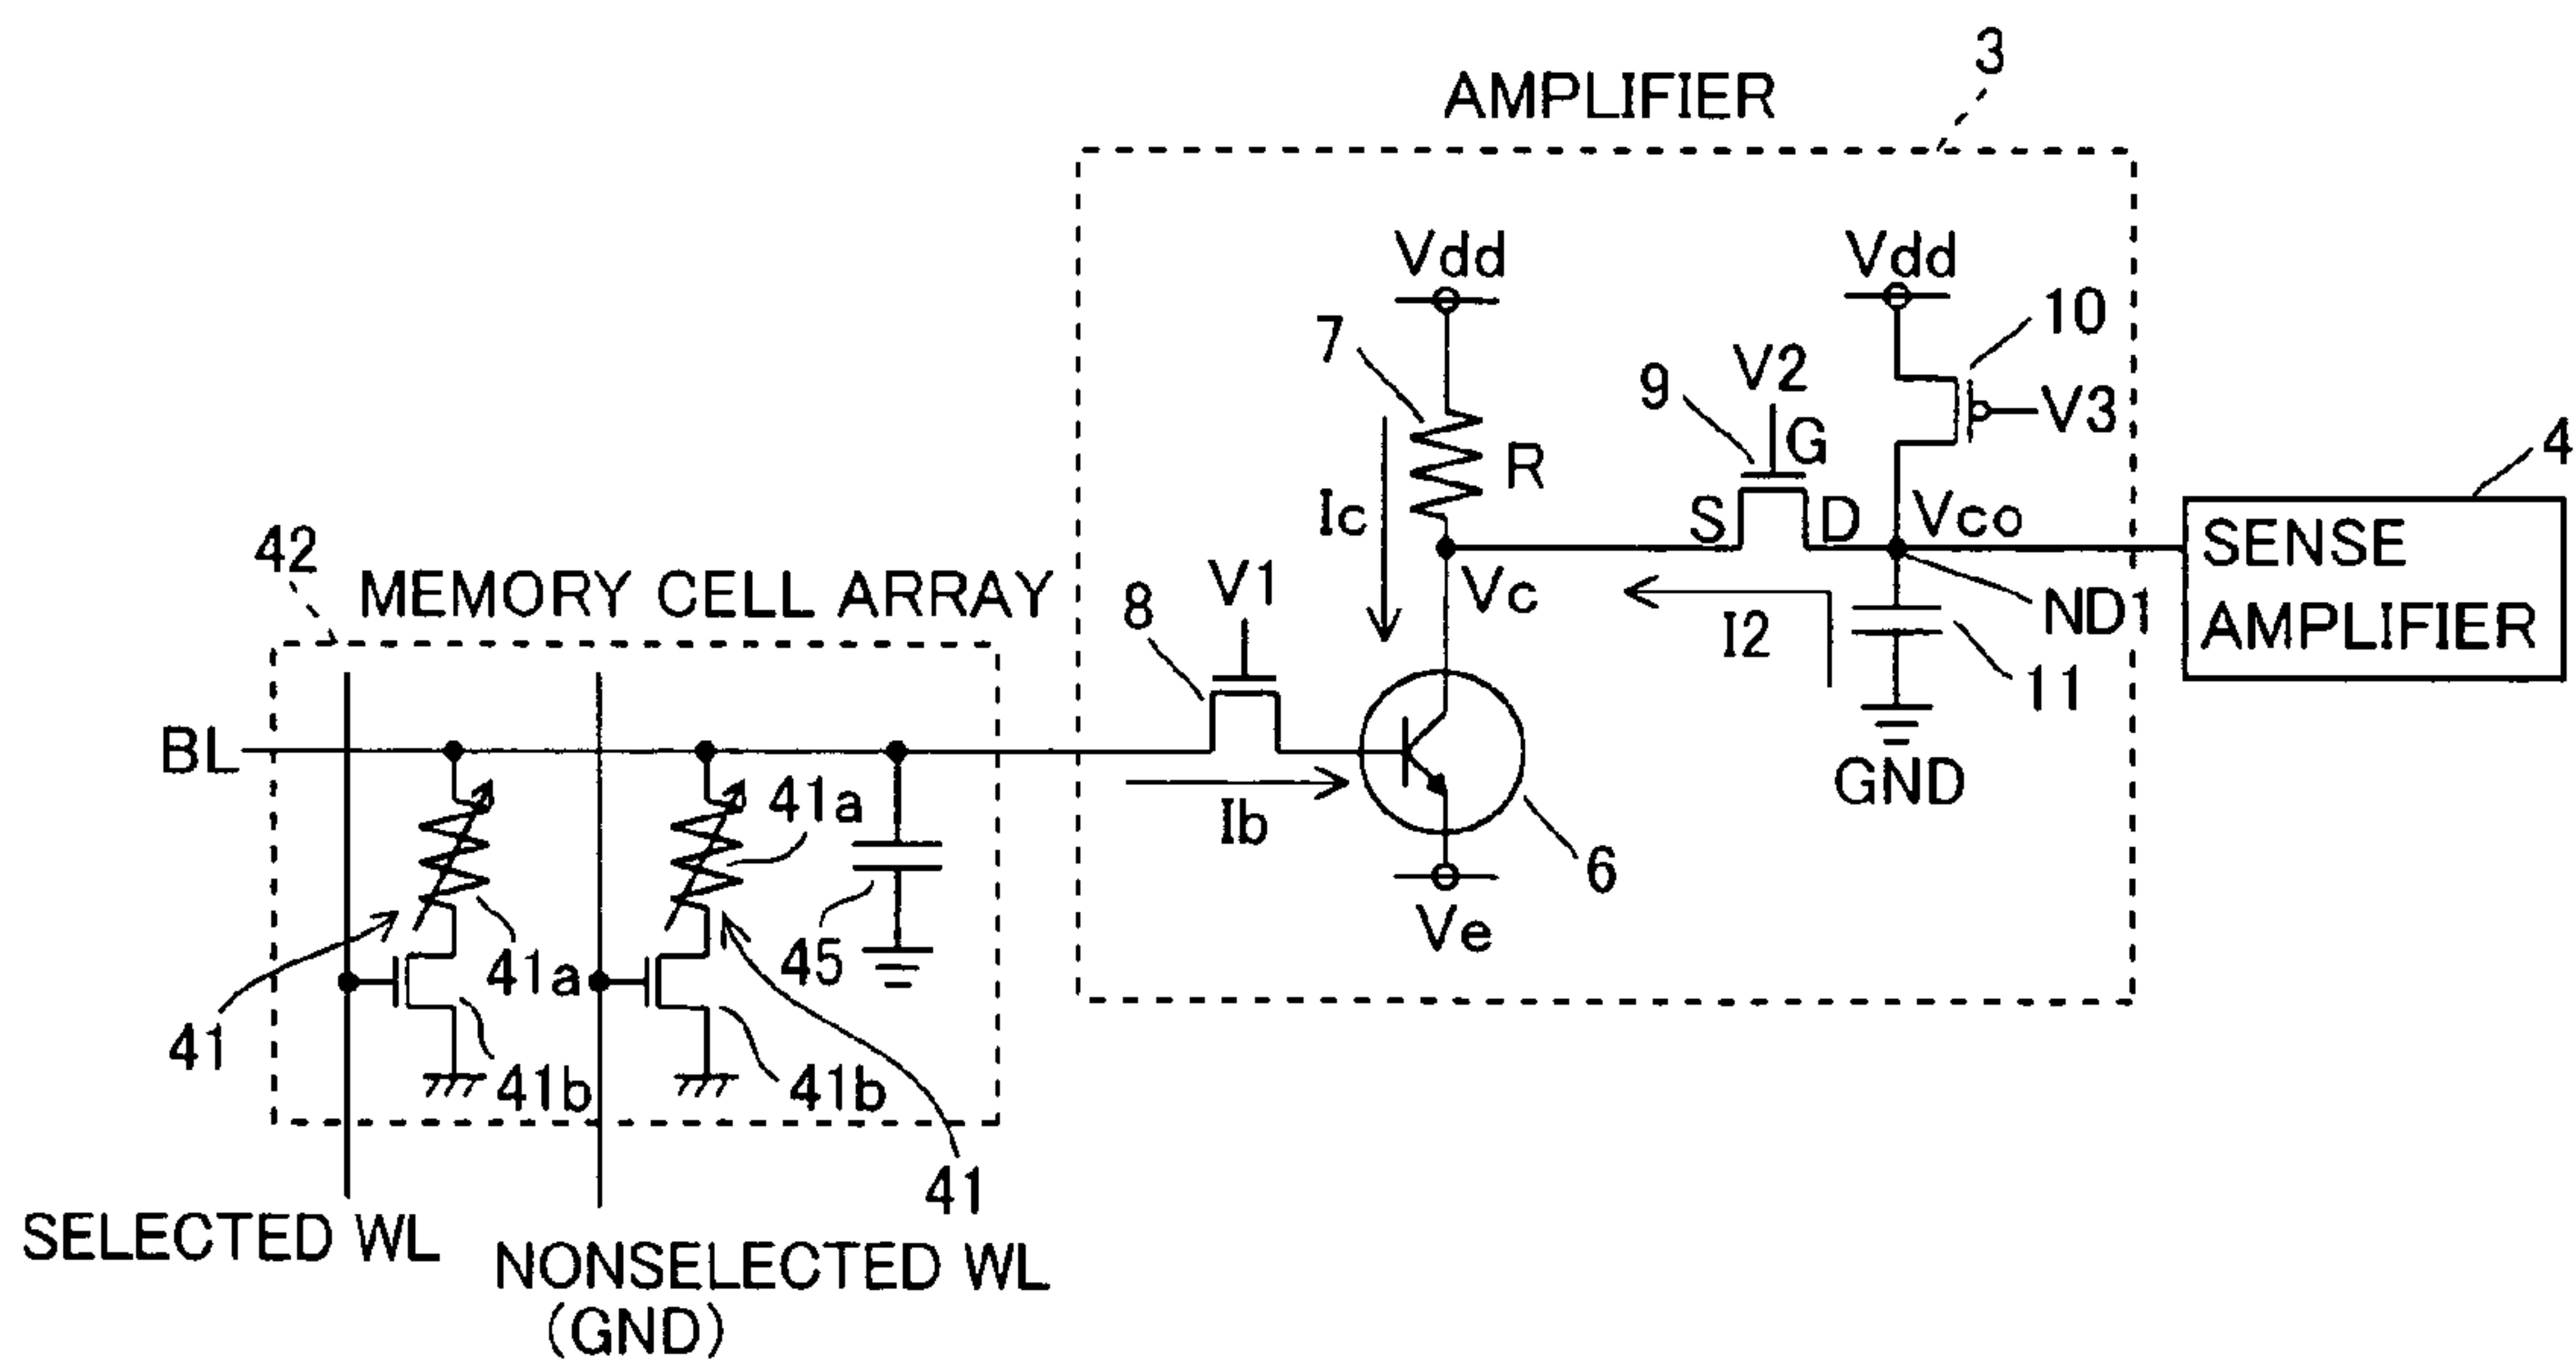 3
AMPLIFIER
Vdd
Vdd
10
7
V2
9
G
V3
R
4
Ic
S
D
Vco
SENSE
AMPLIFIER
42
MEMORY CELL ARRAY
V1
8
Vc
I2
ND1
11
BL
GND
41a
Ib
6
45
Ve
41a
41
41b
41b
41
SELECTED WL
NONSELECTED WL
(GND)